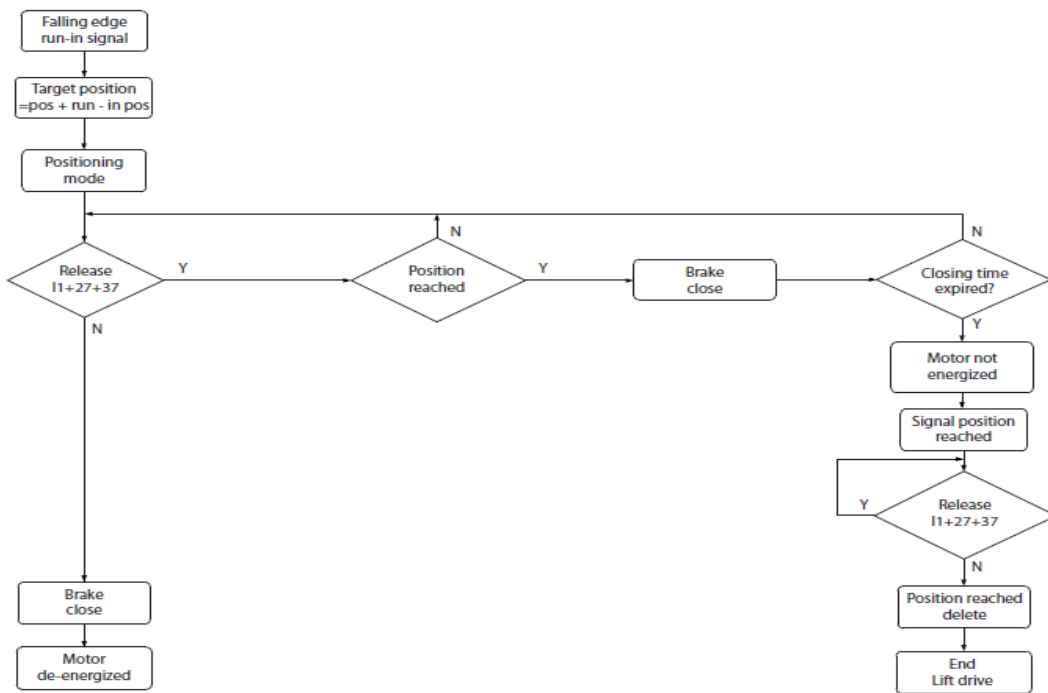 Falling edge
run-in signal
Target position
=pos + run - in pos
Positioning
mode
N
N
Release
I1+27+37
Y
Position
reached
Y
Brake
close
Closing time
expired?
N
Y
Motor not
energized
Signal position
reached
Y
Release
I1+27+37
N
Brake
close
Position reached
delete
Motor
de-energized
End
Lift drive